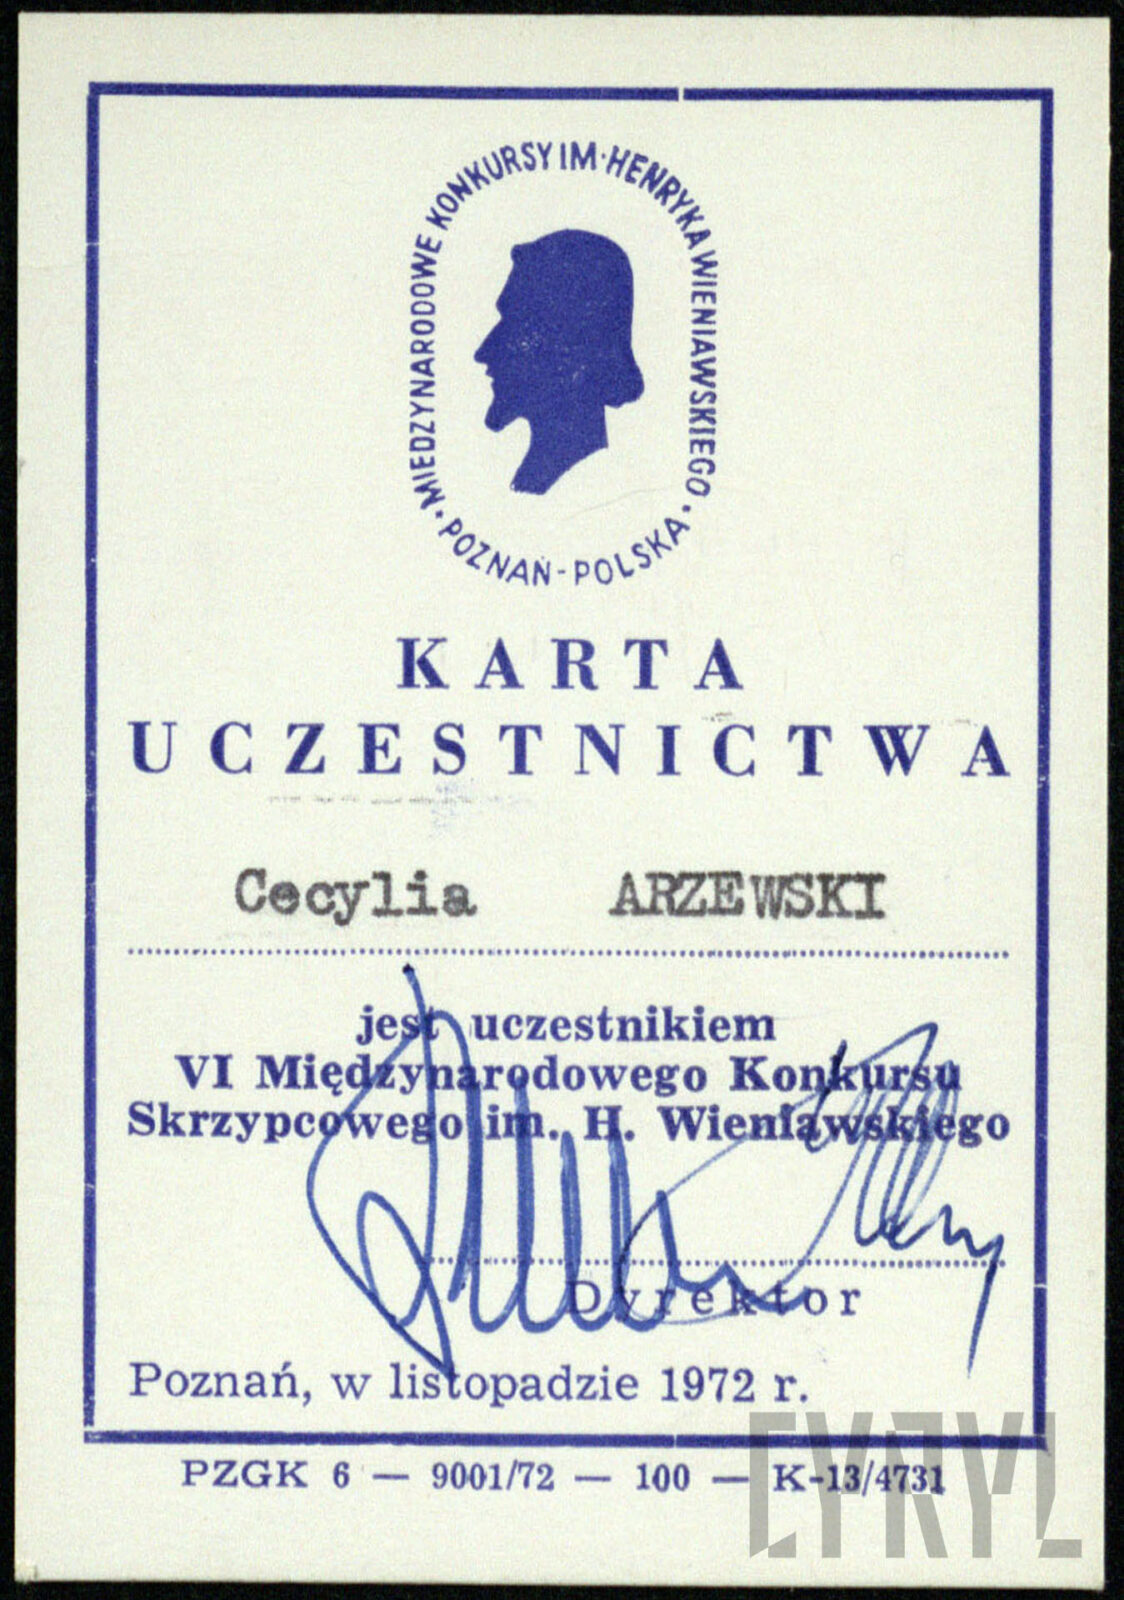 MIEDZYNARODOWE KONKURSY IM·HENRYKA WIENIAWSKIEGO
·POZNAŃ-POLSKA·
KARTA
UCZESTNICTWA
Cecylia ARZEWSKI
jest uczestnikiem
VI Międzynarodowego Konkursu
Skrzypcowego im. H. Wieniawskiego
Dyrektor
Poznań, w listopadzie 1972 r.
PZGK 6 — 9001/72 — 100 — K-13/4731
CYRYL